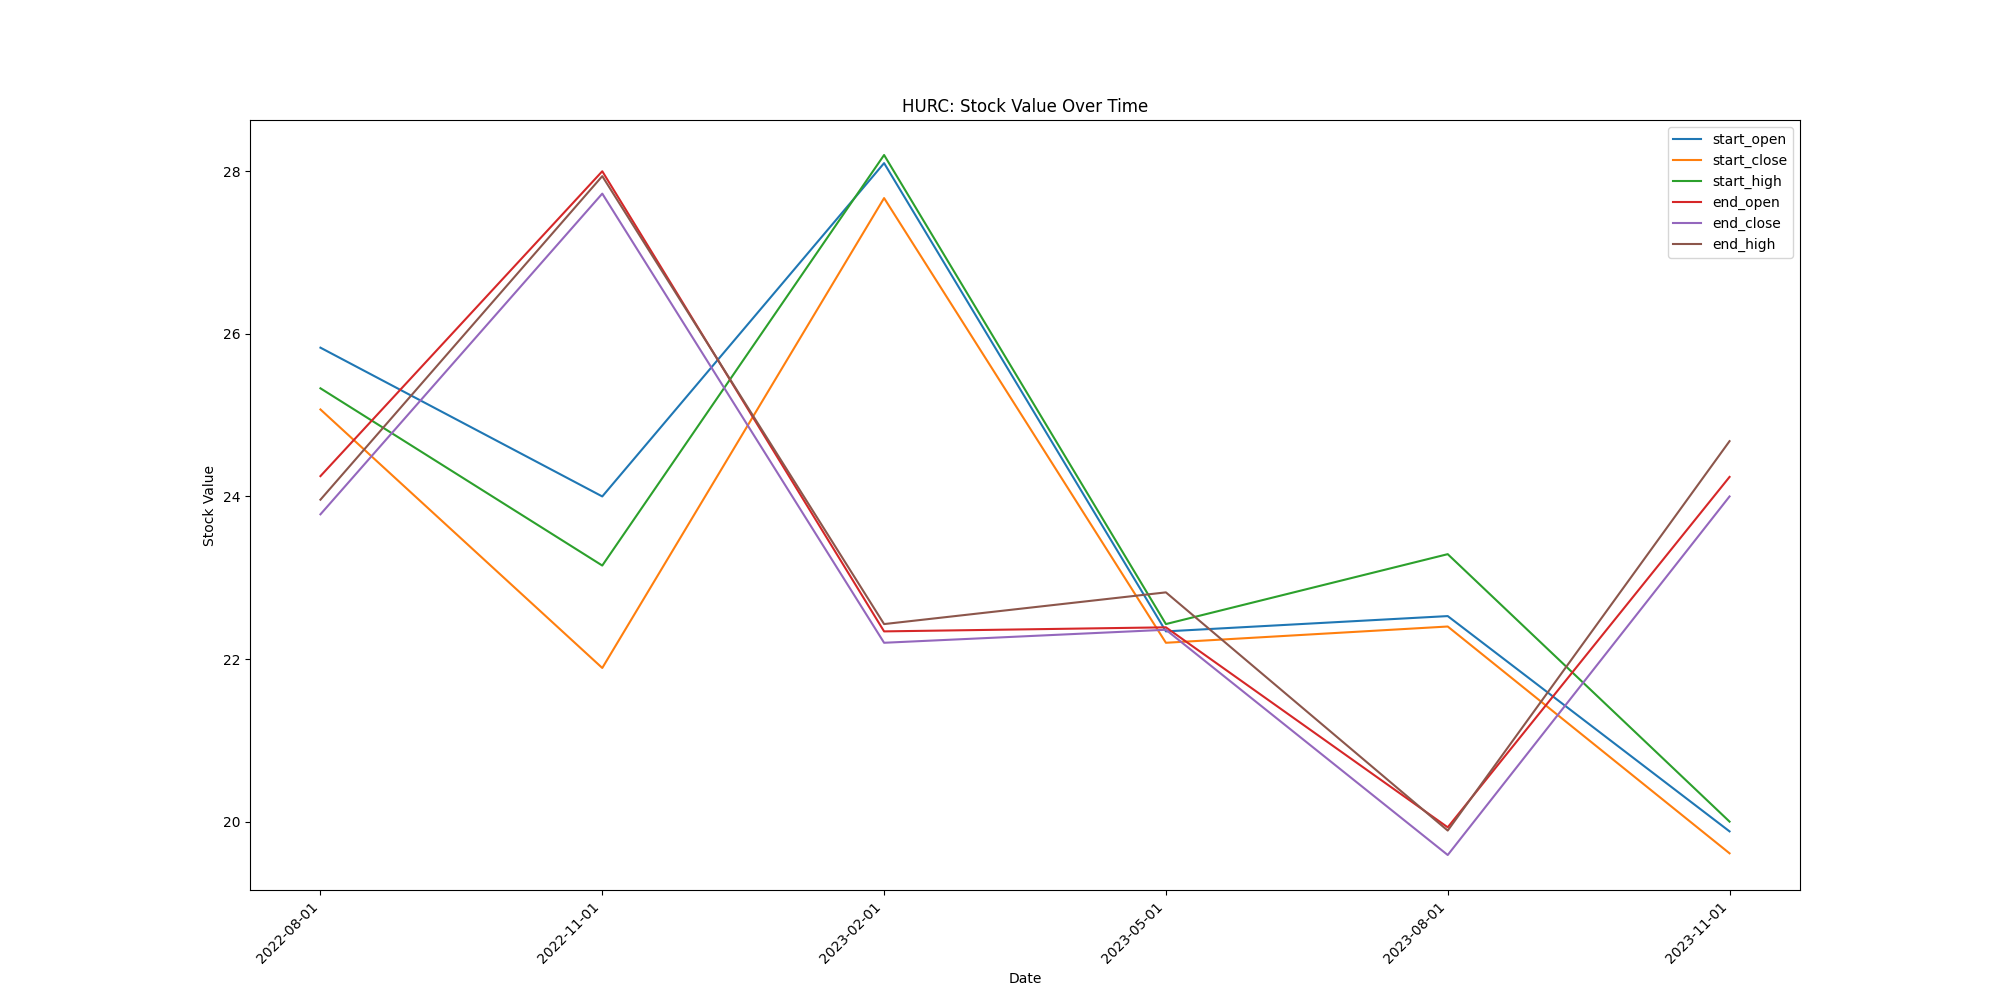 HURC: Stock Value Over Time
start_open
start_close
start_high
end_open
end_close
end_high
Stock Value
28
26
24
22
20
2022-08-01
2022-11-01
2023-02-01
2023-05-01
2023-08-01
2023-11-01
Date